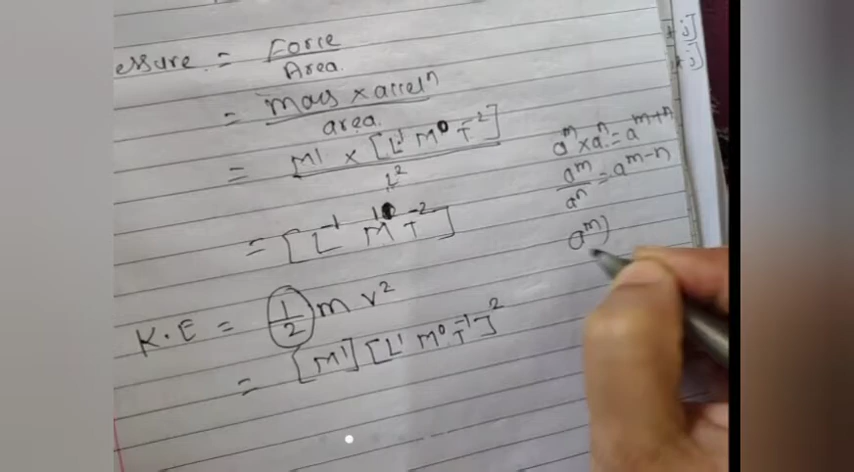 essure = Force / Area
= mass × accelⁿ / area
= M¹ × [L¹ M⁰ T⁻²] / L²
= [L⁻¹ M¹ T⁻²]
K.E = 1/2 m v²
= [M¹] [L¹ M⁰ T⁻¹]²
aᵐ × aⁿ = aᵐ⁺ⁿ
aᵐ / aⁿ = aᵐ⁻ⁿ
aᵐ)